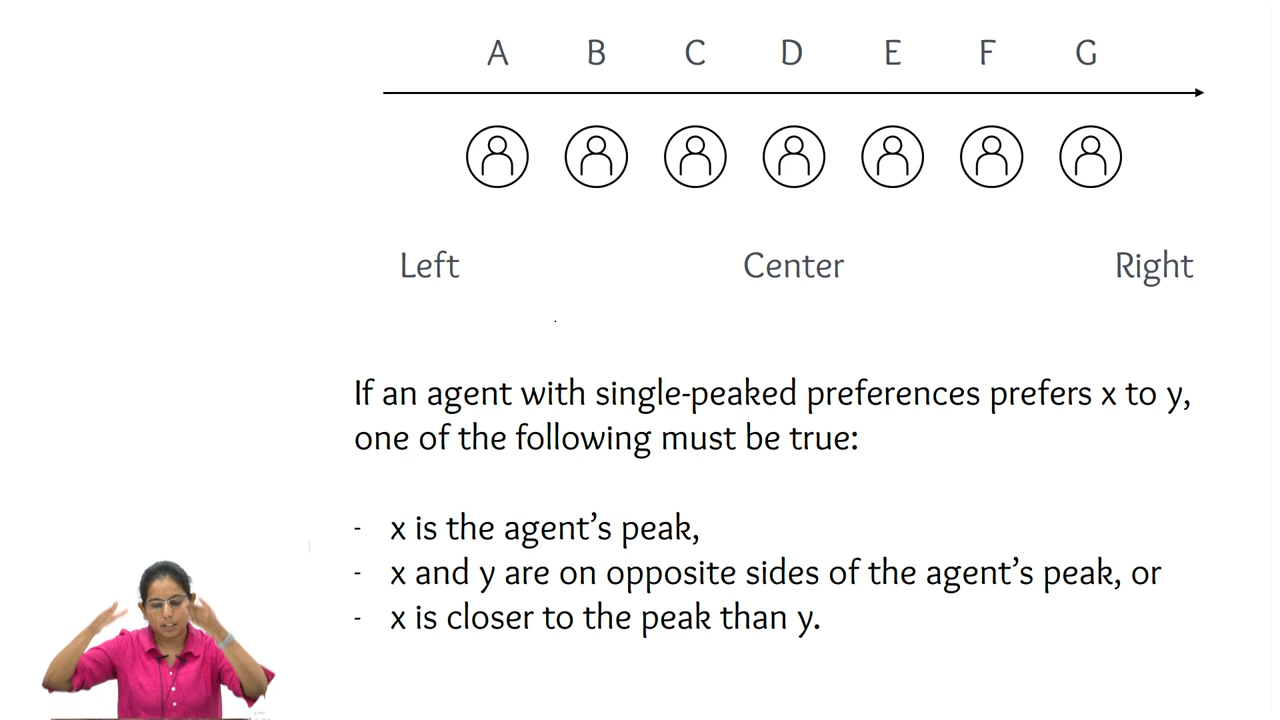 A B C D E F G
Left Center Right
If an agent with single-peaked preferences prefers x to y,
one of the following must be true:
- x is the agent's peak,
- x and y are on opposite sides of the agent's peak, or
- x is closer to the peak than y.